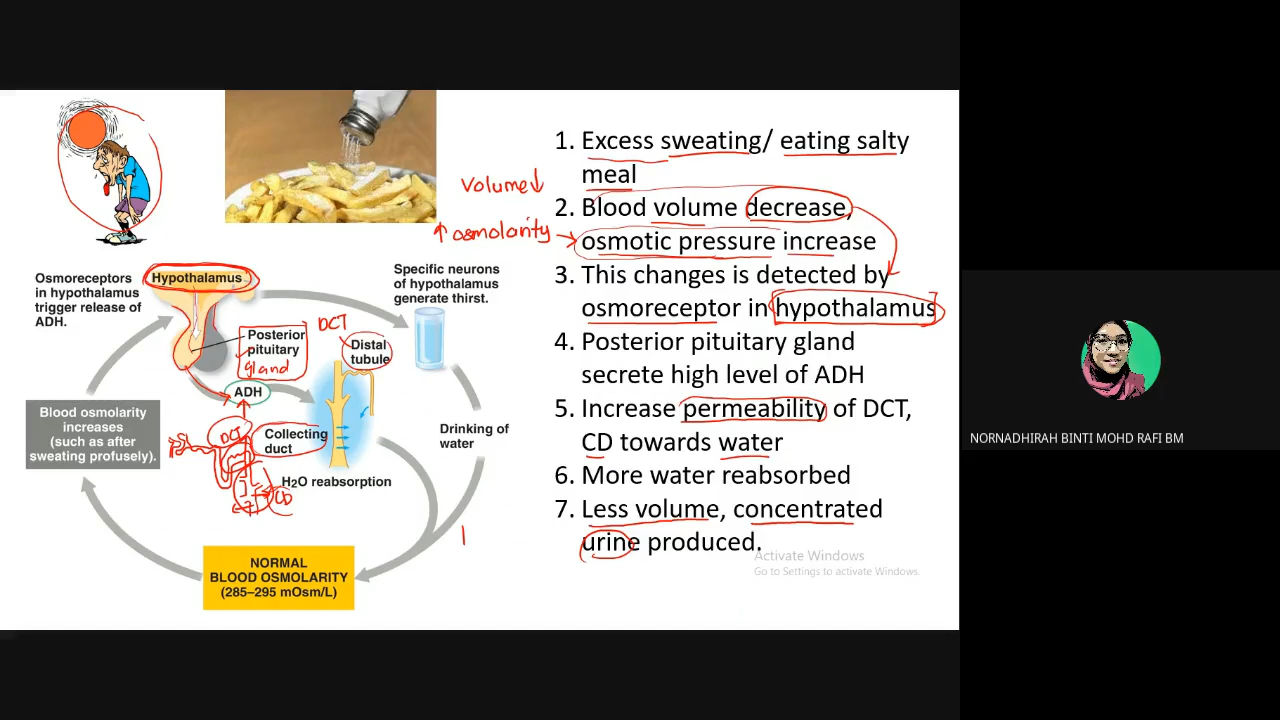 1. Excess sweating/ eating salty
meal
2. Blood volume decrease,
osmotic pressure increase
3. This changes is detected by
osmoreceptor in hypothalamus
4. Posterior pituitary gland
secrete high level of ADH
5. Increase permeability of DCT,
CD towards water
6. More water reabsorbed
7. Less volume, concentrated
urine produced.
volume↓
↑osmolarity
Osmoreceptors
in hypothalamus
trigger release of
ADH.
Hypothalamus
Specific neurons
of hypothalamus
generate thirst.
Posterior
pituitary
gland
DCT
Distal
tubule
ADH
Blood osmolarity
increases
(such as after
sweating profusely).
DCT
Collecting
duct
CD
H2O reabsorption
Drinking of
water
NORMAL
BLOOD OSMOLARITY
(285–295 mOsm/L)
Activate Windows
Go to Settings to activate Windows.
NORNADHIRAH BINTI MOHD RAFI BM